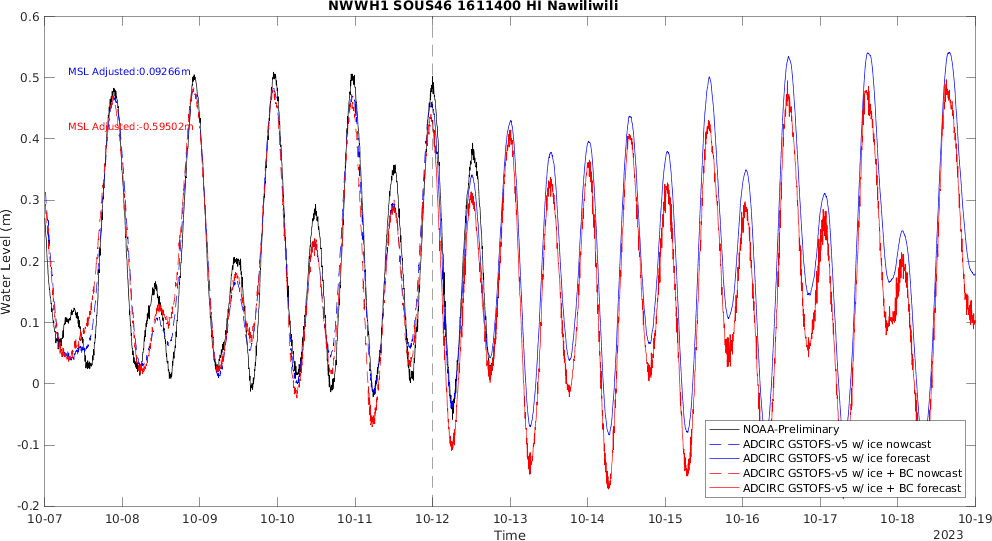 NWWH1 SOUS46 1611400 HI Nawiliwili
0.6
0.5
0.4
0.3
0.2
0.1
0
-0.1
-0.2
Water Level (m)
MSL Adjusted:0.09266m
MSL Adjusted:-0.59502m
NOAA-Preliminary
ADCIRC GSTOFS-v5 w/ ice nowcast
ADCIRC GSTOFS-v5 w/ ice forecast
ADCIRC GSTOFS-v5 w/ ice + BC nowcast
ADCIRC GSTOFS-v5 w/ ice + BC forecast
10-07 10-08 10-09 10-10 10-11 10-12 10-13 10-14 10-15 10-16 10-17 10-18 10-19
Time
2023